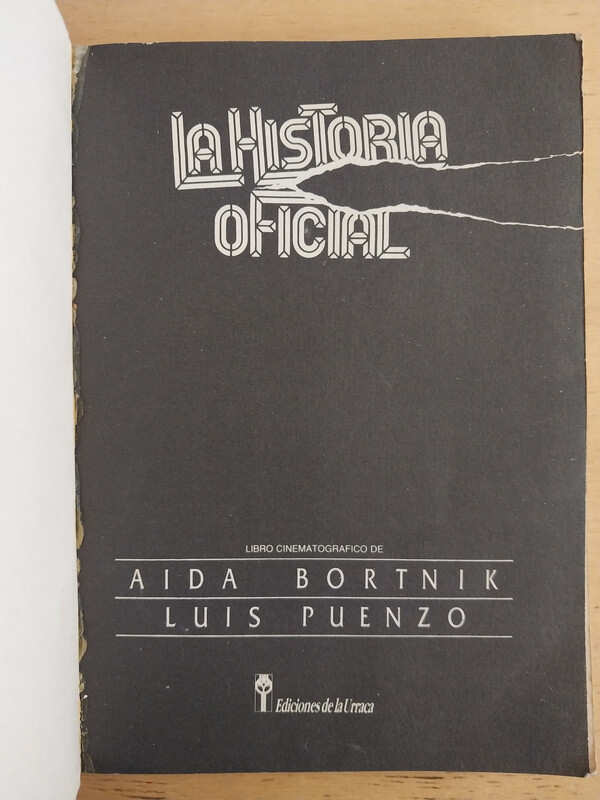 LA HISTORIA
OFICIAL
LIBRO CINEMATOGRAFICO DE
AIDA BORTNIK
LUIS PUENZO
Ediciones de la Urraca